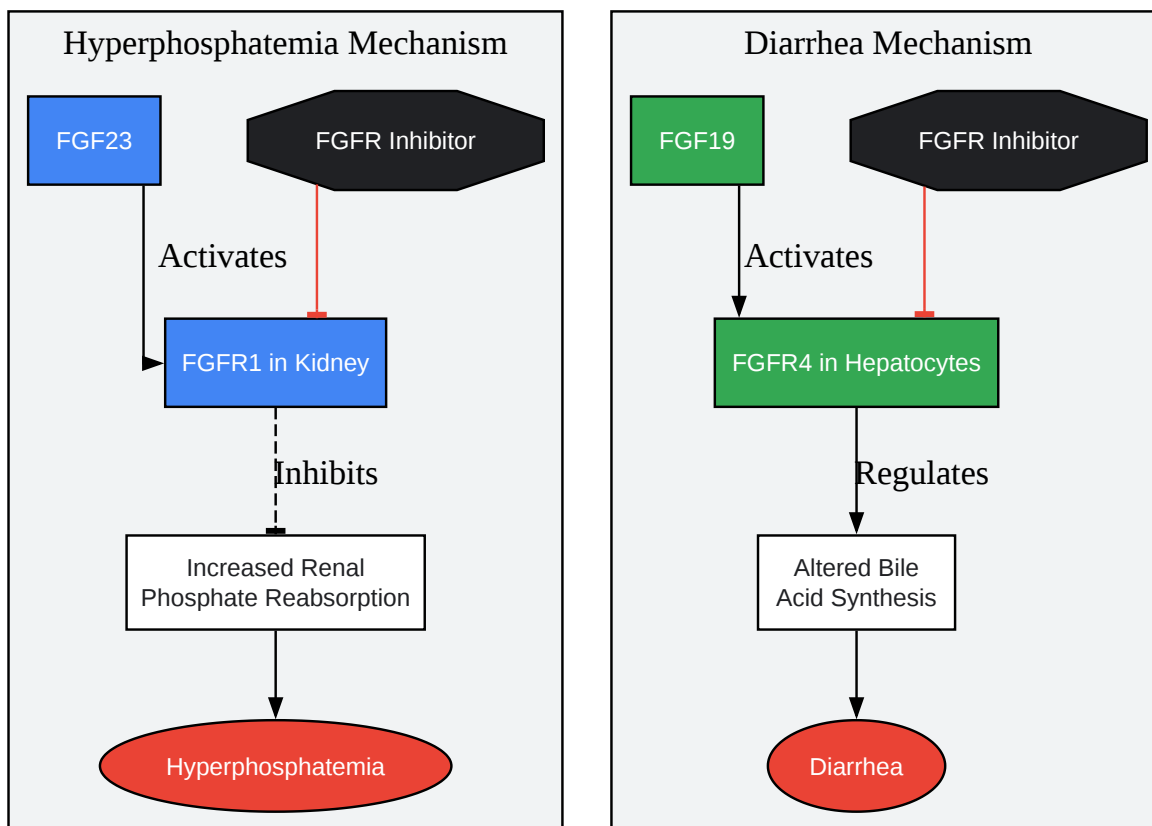 Hyperphosphatemia Mechanism
FGF23
FGFR Inhibitor
Activates
FGFR1 in Kidney
Inhibits
Increased Renal
Phosphate Reabsorption
Hyperphosphatemia
Diarrhea Mechanism
FGF19
FGFR Inhibitor
Activates
FGFR4 in Hepatocytes
Regulates
Altered Bile
Acid Synthesis
Diarrhea